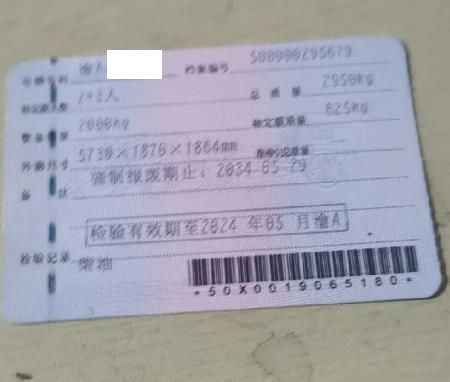 号牌号码 渝A 档案编号 500000295679
核定载人数 2+3人 总质量 2950kg
整备质量 2000kg 核定载质量 825kg
外廓尺寸 5730×1870×1864mm 准牵引总质量
备注 强制报废期止：2034-05-29
检验有效期至2024年05月渝A
检验记录 柴油
*50X0019065180*